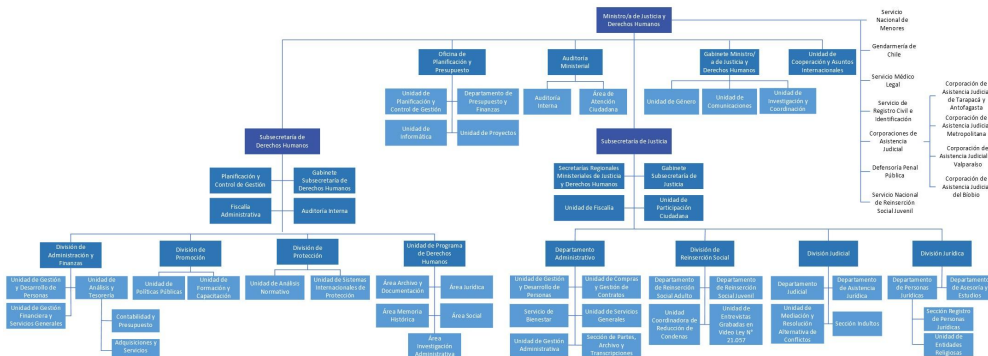 Ministro/a de Justicia y
Derechos Humanos
Servicio
Nacional de
Menores
Gendarmería de
Chile
Servicio Médico
Legal
Servicio de
Registro Civil e
Identificación
Corporaciones de
Asistencia
Judicial
Defensoría Penal
Pública
Servicio Nacional
de Reinserción
Social Juvenil
Corporación de
Asistencia Judicial
de Tarapacá y
Antofagasta
Corporación de
Asistencia Judicial
Metropolitana
Corporación de
Asistencia Judicial
Valparaíso
Corporación de
Asistencia Judicial
del Bíobio
Oficina de
Planificación y
Presupuesto
Auditoria
Ministerial
Gabinete Ministro/
a de Justicia y
Derechos Humanos
Unidad de
Cooperación y Asuntos
Internacionales
Unidad de
Planificación y
Control de Gestión
Departamento de
Presupuesto y
Finanzas
Unidad de
Informática
Unidad de Proyectos
Auditoria
Interna
Área de
Atención
Ciudadana
Unidad de Género
Unidad de
Comunicaciones
Unidad de
Investigación y
Coordinación
Subsecretaría de
Derechos Humanos
Subsecretaría de Justicia
Planificación y
Control de Gestión
Gabinete
Subsecretaría de
Derechos Humanos
Fiscalía
Administrativa
Auditoría Interna
Secretarías Regionales
Ministeriales de Justicia
y Derechos Humanos
Gabinete
Subsecretaría de
Justicia
Unidad de Fiscalía
Unidad de
Participación
Ciudadana
División de
Administración y
Finanzas
División de
Promoción
División de
Protección
Unidad de Programa
de Derechos
Humanos
Departamento
Administrativo
División de
Reinserción Social
División Judicial
División Jurídica
Unidad de Gestión
y Desarrollo de
Personas
Unidad de
Análisis y
Tesorería
Unidad de Gestión
Financiera y
Servicios Generales
Contabilidad y
Presupuesto
Adquisiciones y
Servicios
Unidad de
Políticas Públicas
Unidad de
Formación y
Capacitación
Unidad de Análisis
Normativo
Unidad de Sistemas
Internacionales de
Protección
Área Archivo y
Documentación
Área Jurídica
Área Memoria
Histórica
Área Social
Área
Investigación
Administrativa
Unidad de Gestión
y Desarrollo de
Personas
Unidad de Compras
y Gestión de
Contratos
Servicio de
Bienestar
Unidad de Servicios
Generales
Unidad de Gestión
Administrativa
Sección de Partes,
Archivo y
Transcripciones
Departamento
de Reinserción
Social Adulto
Departamento
de Reinserción
Social Juvenil
Unidad
Coordinadora de
Reducción de
Condenas
Unidad de
Entrevistas
Grabadas en
Video Ley N°
21.057
Departamento
Judicial
Departamento
de Asistencia
Jurídica
Unidad de
Mediación y
Resolución
Alternativa de
Conflictos
Sección Indultos
Departamento
de Personas
Jurídicas
Departamento
de Asesoría y
Estudios
Sección Registro
de Personas
Jurídicas
Unidad de
Entidades
Religiosas